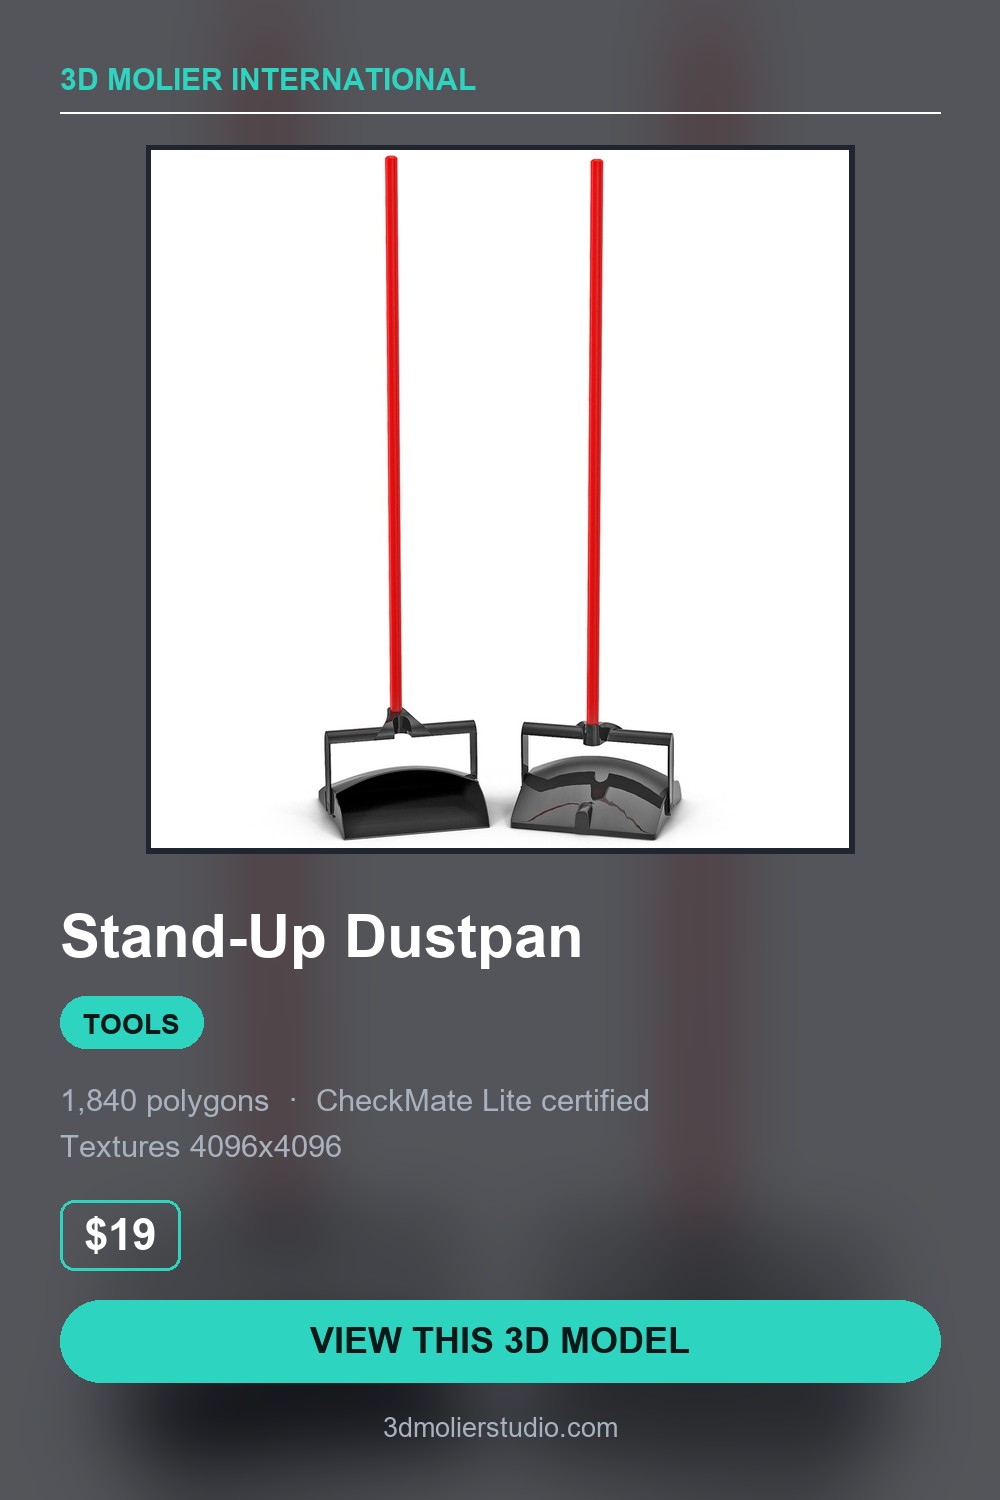 3D MOLIER INTERNATIONAL
Stand-Up Dustpan
TOOLS
1,840 polygons · CheckMate Lite certified
Textures 4096x4096
$19
VIEW THIS 3D MODEL
3dmolierstudio.com